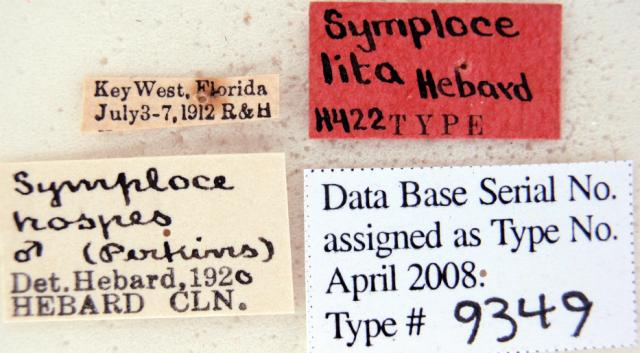 Key West, Florida
July 3-7, 1912 R & H
Symploce
lita Hebard
H422 TYPE
Symploce
hospes
♂ (Perkins)
Det. Hebard, 1920
HEBARD CLN.
Data Base Serial No.
assigned as Type No.
April 2008.
Type # 9349